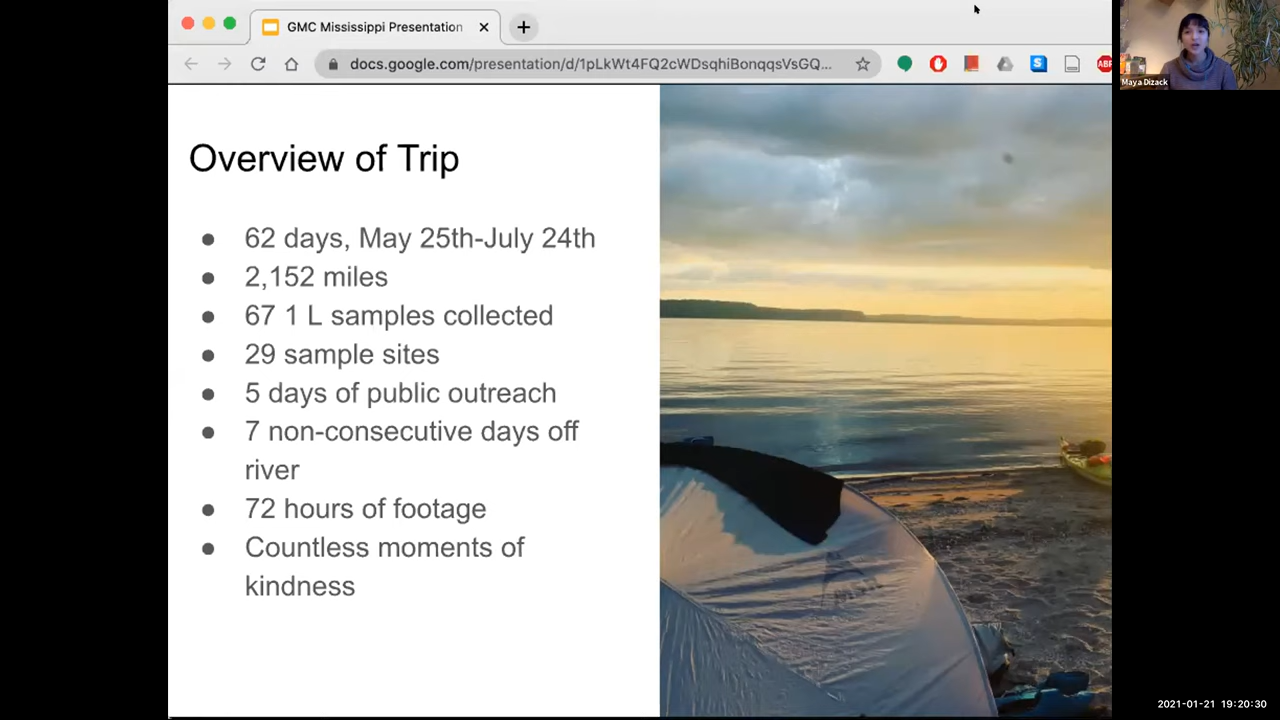 GMC Mississippi Presentation
docs.google.com/presentation/d/1pLkWt4FQ2cWDsqhiBonqqsVsGQ...
ABP
Maya Dizack
Overview of Trip
62 days, May 25th-July 24th
2,152 miles
67 1 L samples collected
29 sample sites
5 days of public outreach
7 non-consecutive days off
river
72 hours of footage
Countless moments of
kindness
2021-01-21 19:20:30